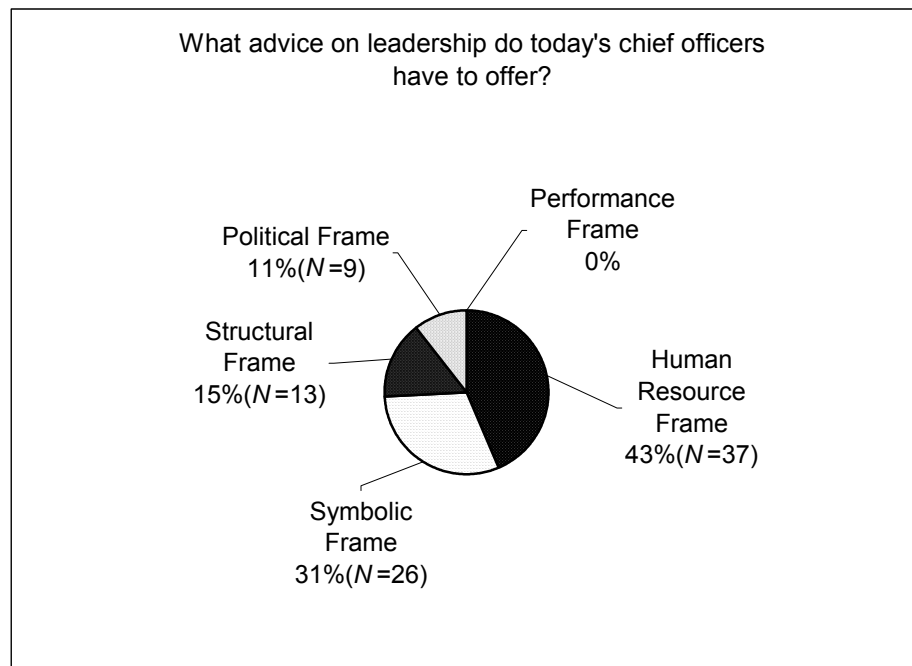 What advice on leadership do today's chief officers
have to offer?
Performance
Frame
0%
Political Frame
11%(N=9)
Structural
Frame
15%(N=13)
Human
Resource
Frame
43%(N=37)
Symbolic
Frame
31%(N=26)